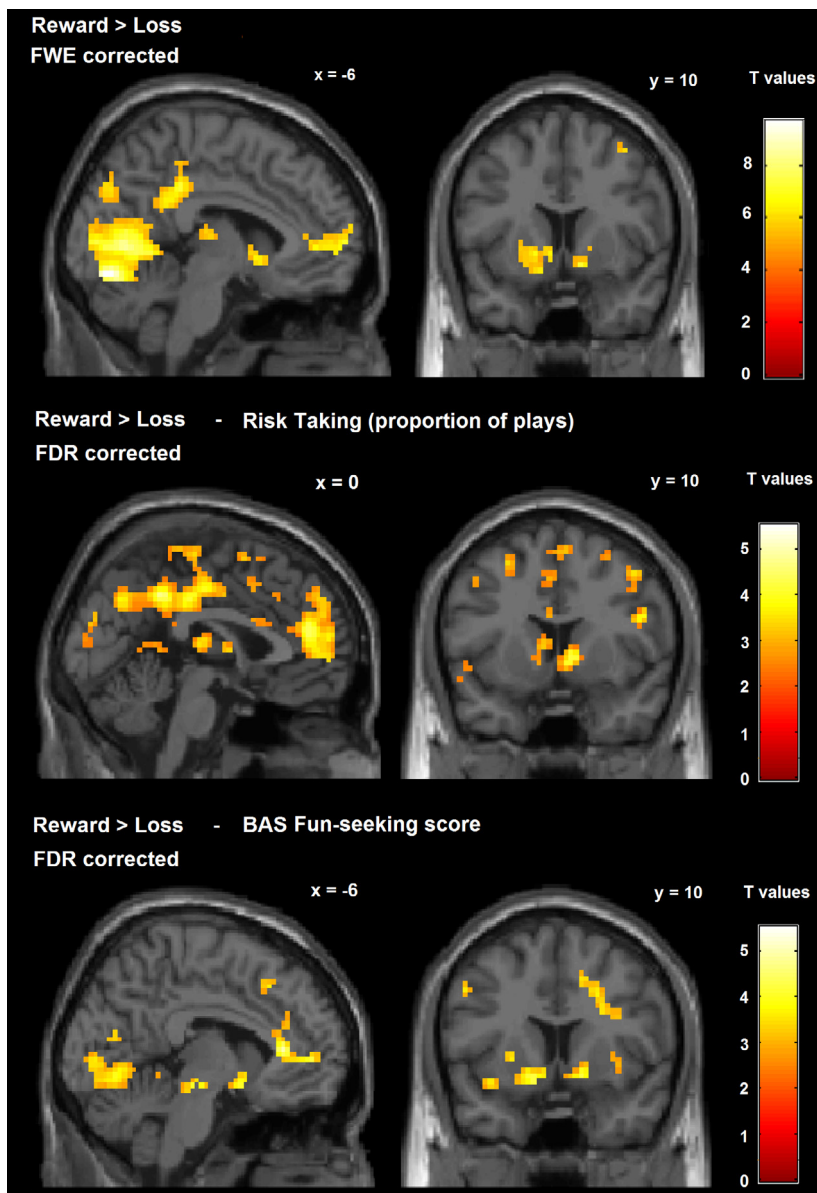 Reward > Loss
FWE corrected
x = -6
y = 10
T values
8
6
4
2
0
Reward > Loss - Risk Taking (proportion of plays)
FDR corrected
x = 0
y = 10
T values
5
4
3
2
1
0
Reward > Loss - BAS Fun-seeking score
FDR corrected
x = -6
y = 10
T values
5
4
3
2
1
0